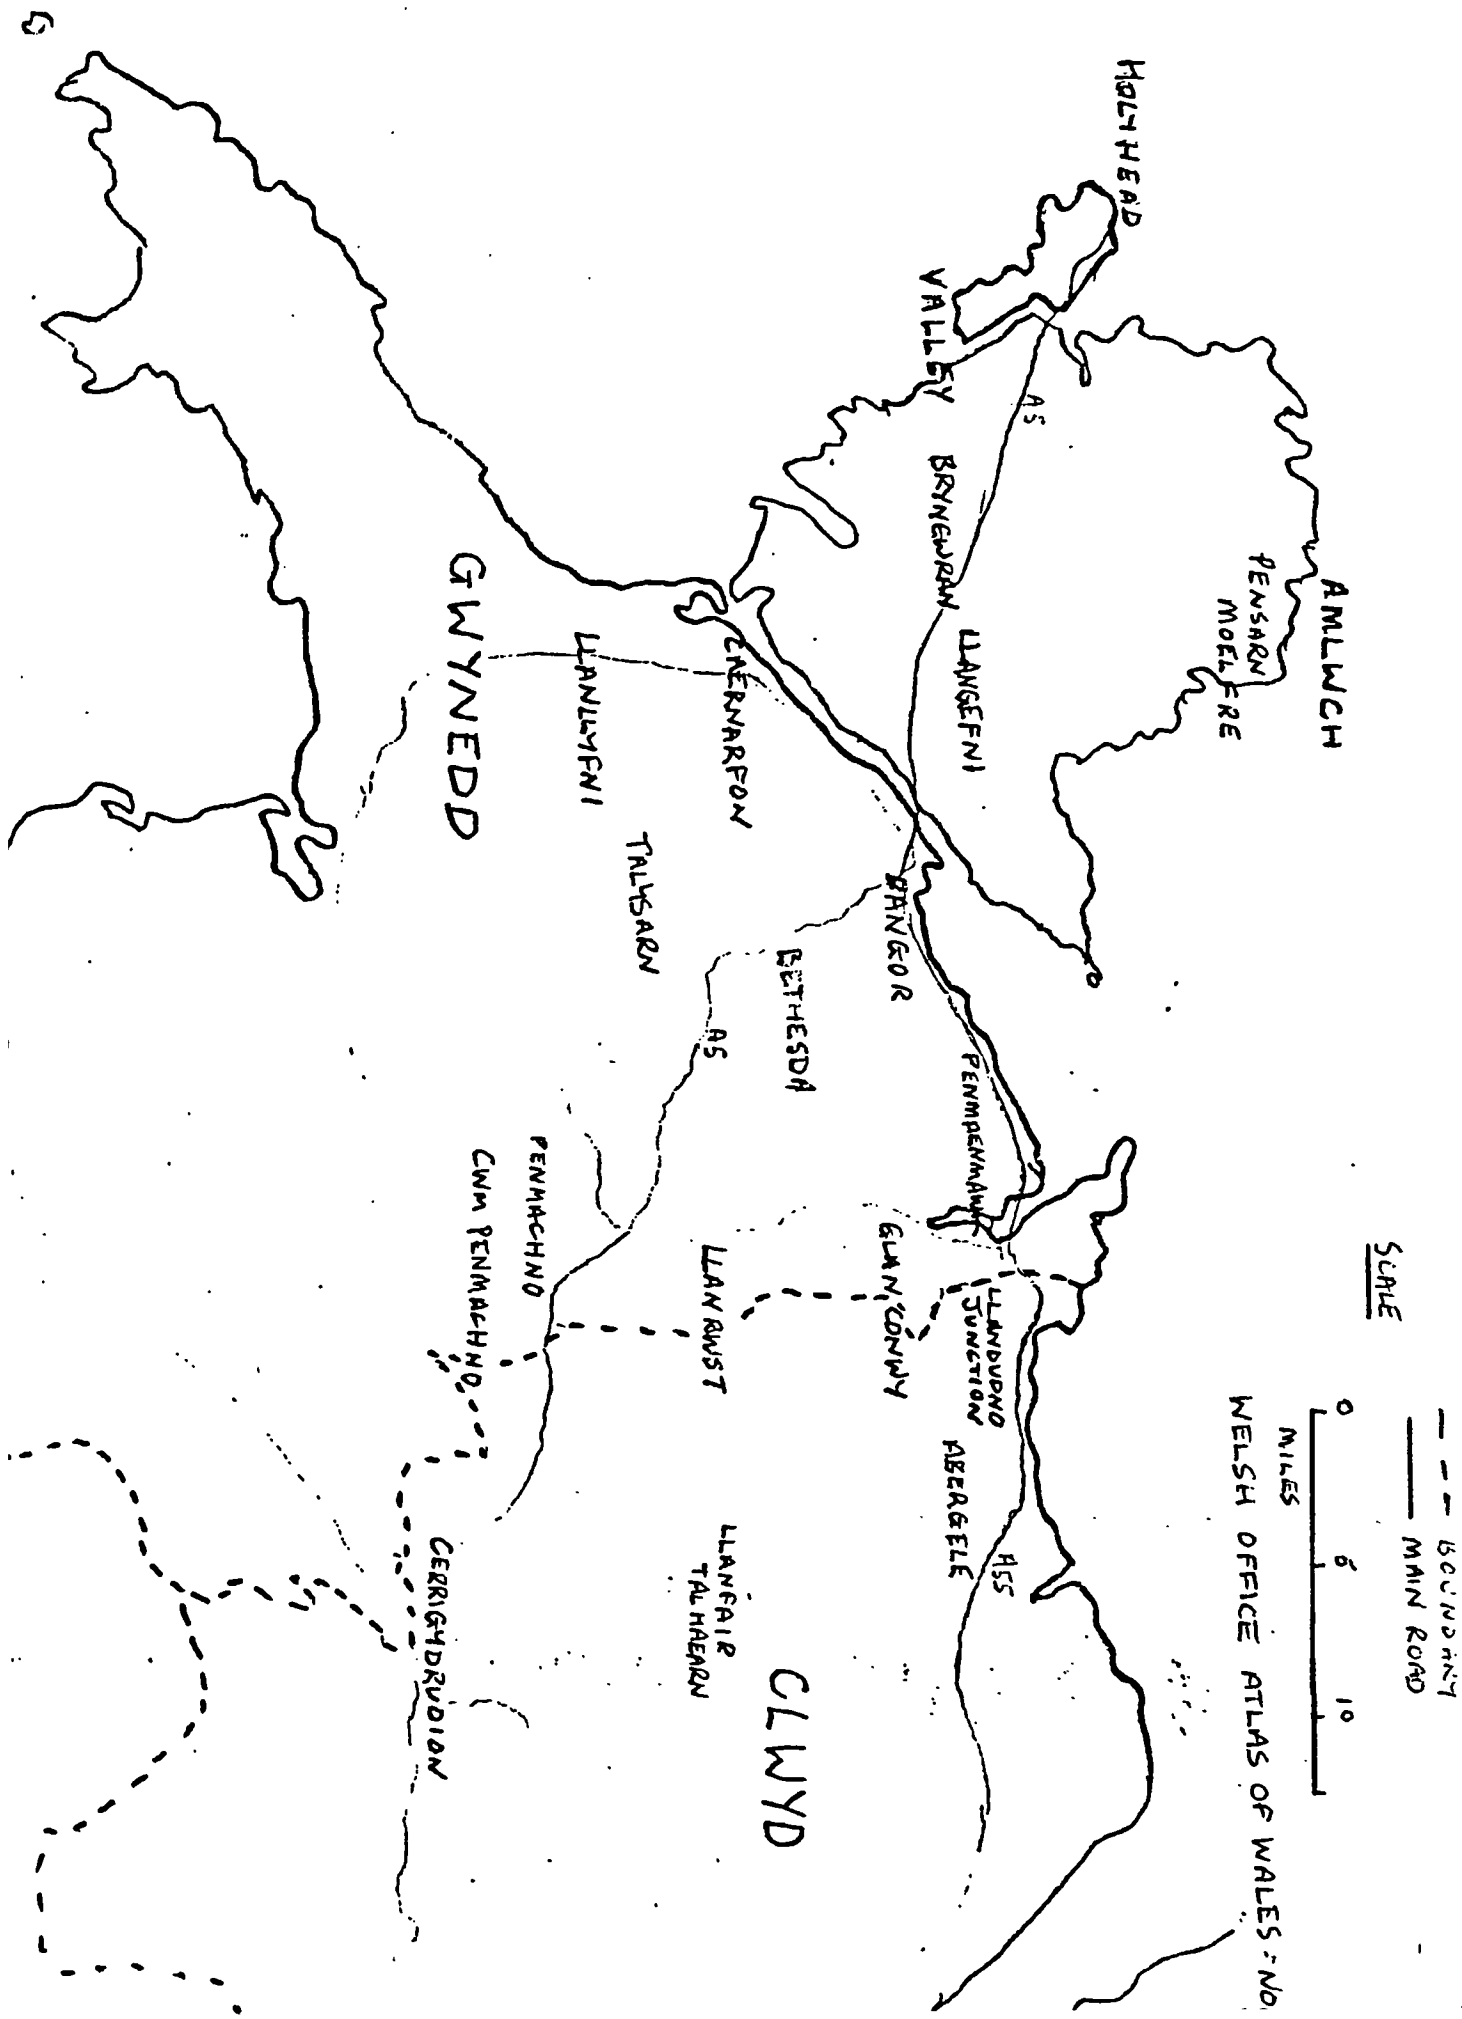 BOUNDARY
MAIN ROAD
SCALE
0 5 10
MILES
WELSH OFFICE ATLAS OF WALES : NO
AMLWCH
PENSARN
MOELFRE
HOLYHEAD
VALLEY
A5
BRYNGWRAN
LLANGEFNI
CAERNARFON
BANGOR
PENMAENMAWR
LLANDUDNO
JUNCTION
GLAN CONWY
ABERGELE
A55
LLANLLYFNI
TALYSARN
BETHESDA
A5
LLANRWST
LLANFAIR
TALHAEARN
CLWYD
GWYNEDD
PENMACHNO
CWM PENMACHNO
CERRIGYDRUDION